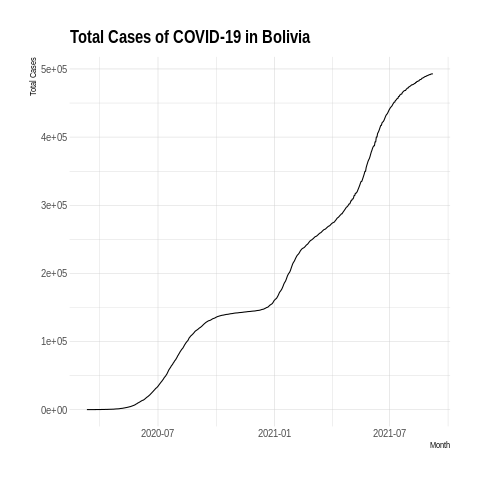 Total Cases of COVID-19 in Bolivia
Total Cases
5e+05
4e+05
3e+05
2e+05
1e+05
0e+00
2020-07 2021-01 2021-07
Month